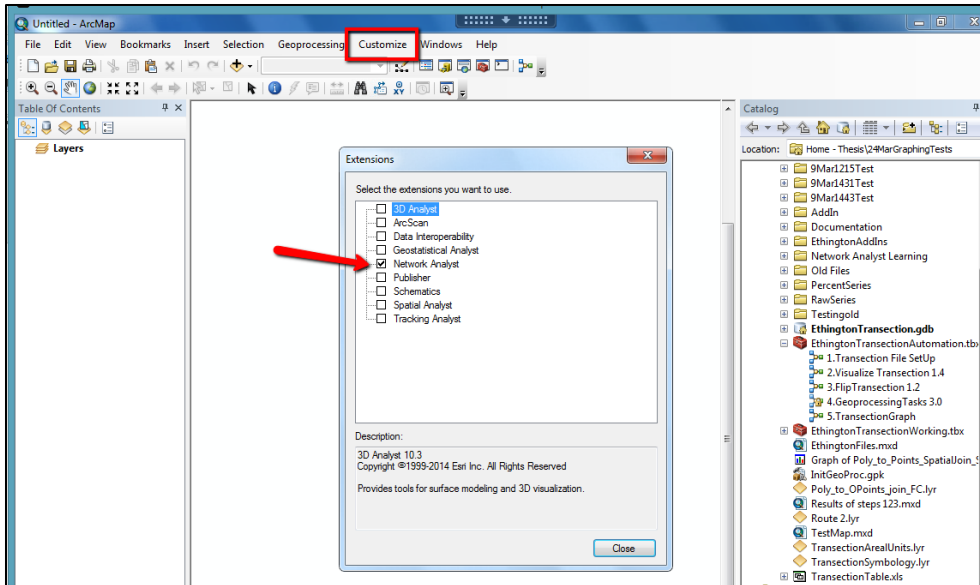 Untitled - ArcMap
File Edit View Bookmarks Insert Selection Geoprocessing Customize Windows Help
Table Of Contents
Layers
Extensions
Select the extensions you want to use.
3D Analyst
ArcScan
Data Interoperability
Geostatistical Analyst
Network Analyst
Publisher
Schematics
Spatial Analyst
Tracking Analyst
Description:
3D Analyst 10.3
Copyright ©1999-2014 Esri Inc. All Rights Reserved
Provides tools for surface modeling and 3D visualization.
Close
Catalog
Location: Home - Thesis\24MarGraphingTests
9Mar1215Test
9Mar1431Test
9Mar1443Test
AddIn
Documentation
EthingtonAddIns
Network Analyst Learning
Old Files
PercentSeries
RawSeries
Testingold
EthingtonTransection.gdb
EthingtonTransectionAutomation.tbx
1.Transection File SetUp
2.Visualize Transection 1.4
3.FlipTransection 1.2
4.GeoprocessingTasks 3.0
5.TransectionGraph
EthingtonTransectionWorking.tbx
EthingtonFiles.mxd
Graph of Poly_to_Points_SpatialJoin_S
InitGeoProc.gpk
Poly_to_OPoints_join_FC.lyr
Results of steps 123.mxd
Route 2.lyr
TestMap.mxd
TransectionArealUnits.lyr
TransectionSymbology.lyr
TransectionTable.xls